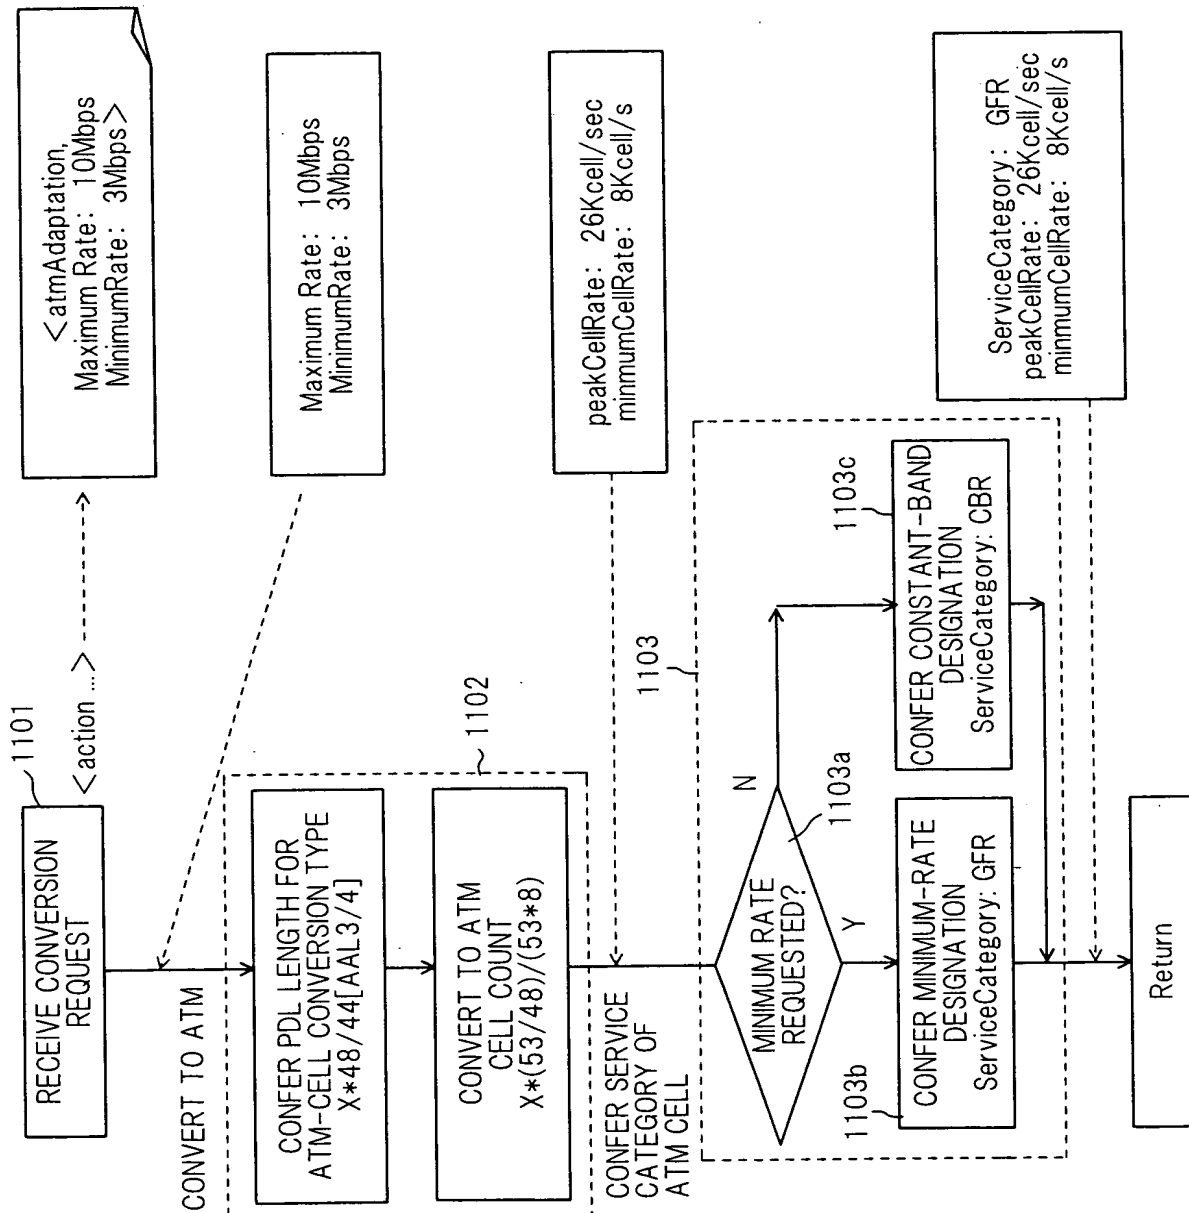 1101
RECEIVE CONVERSION
REQUEST
<action ...>
<atmAdaptation,
Maximum Rate: 10Mbps
MinimumRate: 3Mbps>
CONVERT TO ATM
Maximum Rate: 10Mbps
MinimumRate: 3Mbps
1102
CONFER PDL LENGTH FOR
ATM-CELL CONVERSION TYPE
X*48/44[AAL3/4]
CONVERT TO ATM
CELL COUNT
X*(53/48)/(53*8)
peakCellRate: 26Kcell/sec
minmumCellRate: 8Kcell/s
CONFER SERVICE
CATEGORY OF
ATM CELL
1103
MINIMUM RATE
REQUESTED?
N
1103a
Y
1103b
CONFER MINIMUM-RATE
DESIGNATION
ServiceCategory: GFR
1103c
CONFER CONSTANT-BAND
DESIGNATION
ServiceCategory: CBR
ServiceCategory: GFR
peakCellRate: 26Kcell/sec
minmumCellRate: 8Kcell/s
Return